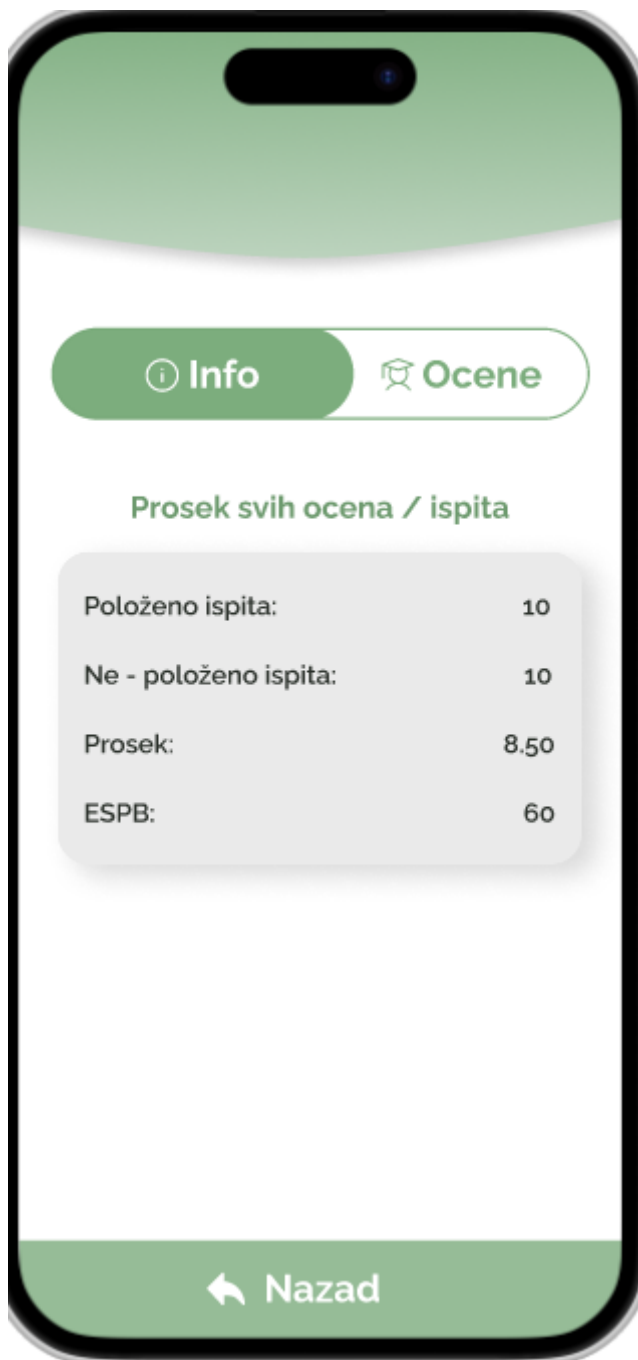 Info
Ocene
Prosek svih ocena / ispita
Položeno ispita: 10
Ne - položeno ispita: 10
Prosek: 8.50
ESPB: 60
Nazad